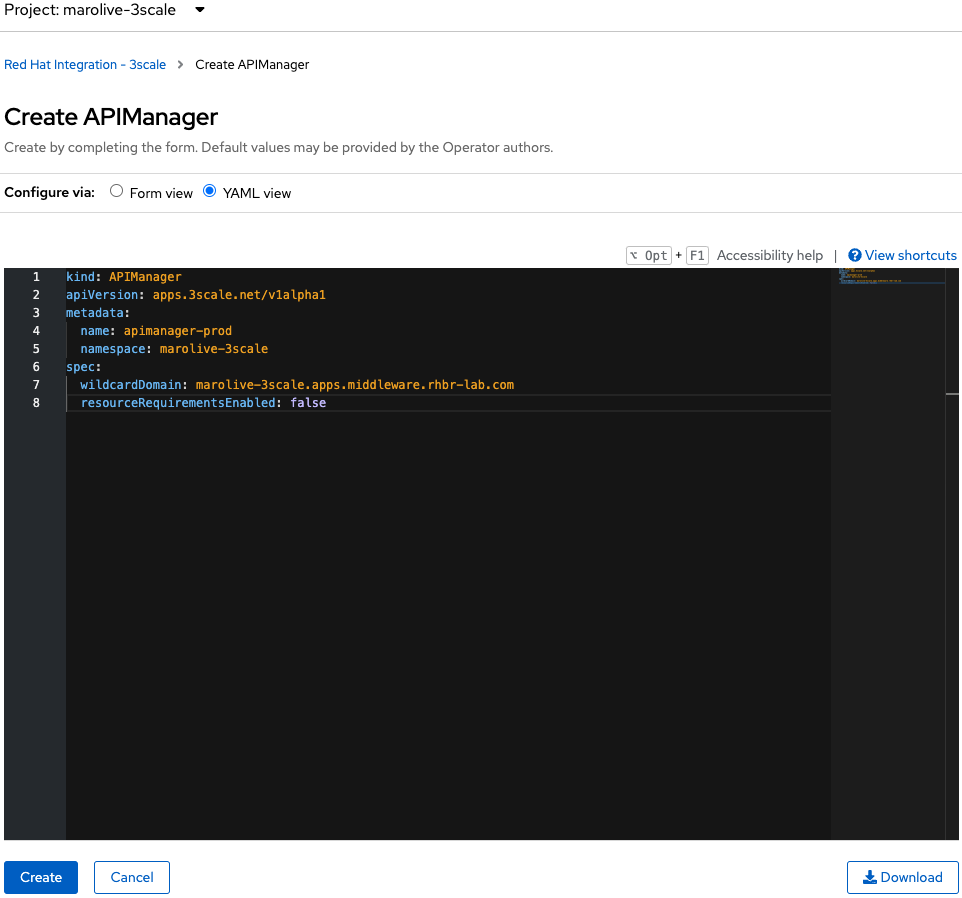 Project: marolive-3scale
Red Hat Integration - 3scale > Create APIManager
Create APIManager
Create by completing the form. Default values may be provided by the Operator authors.
Configure via: Form view YAML view
⌥ Opt + F1 Accessibility help | View shortcuts
1 kind: APIManager
2 apiVersion: apps.3scale.net/v1alpha1
3 metadata:
4   name: apimanager-prod
5   namespace: marolive-3scale
6 spec:
7   wildcardDomain: marolive-3scale.apps.middleware.rhbr-lab.com
8   resourceRequirementsEnabled: false
Create Cancel Download